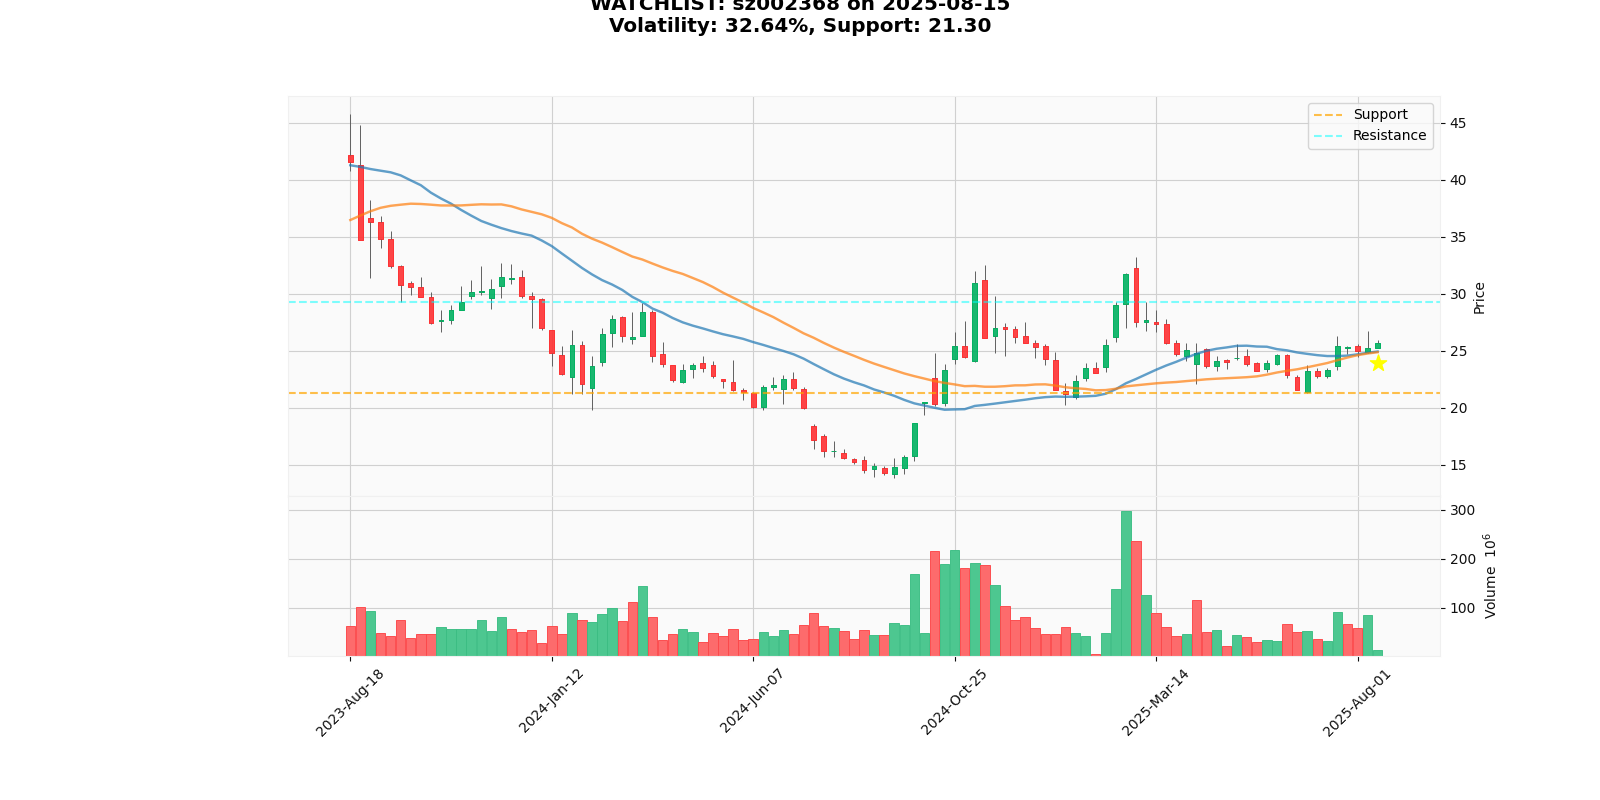 WATCHLIST: sz002368 on 2025-08-15
Volatility: 32.64%, Support: 21.30
Support
Resistance
45
40
35
30
25
20
15
Price
300
200
100
Volume 10⁶
2023-Aug-18
2024-Jan-12
2024-Jun-07
2024-Oct-25
2025-Mar-14
2025-Aug-01